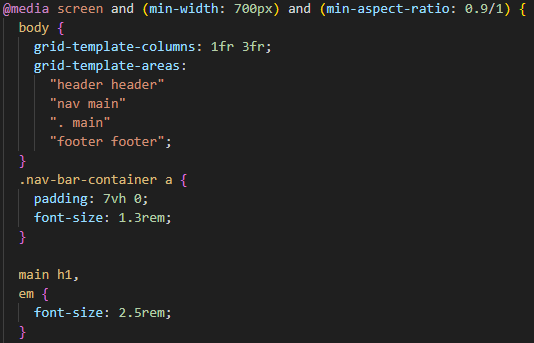 @media screen and (min-width: 700px) and (min-aspect-ratio: 0.9/1) {
body {
grid-template-columns: 1fr 3fr;
grid-template-areas:
"header header"
"nav main"
". main"
"footer footer";
}
.nav-bar-container a {
padding: 7vh 0;
font-size: 1.3rem;
}
main h1,
em {
font-size: 2.5rem;
}